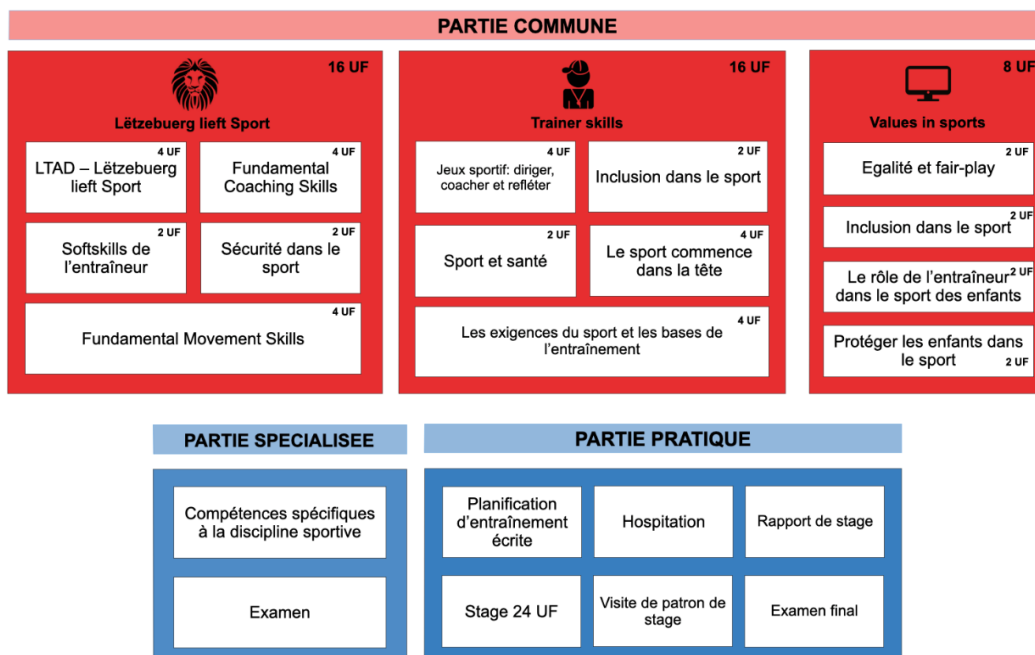 PARTIE COMMUNE
16 UF
Lëtzebuerg lieft Sport
4 UF
LTAD – Lëtzebuerg
lieft Sport
4 UF
Fundamental
Coaching Skills
2 UF
Softskills de
l'entraîneur
2 UF
Sécurité dans le
sport
4 UF
Fundamental Movement Skills
16 UF
Trainer skills
4 UF
Jeux sportif: diriger,
coacher et refléter
2 UF
Inclusion dans le sport
2 UF
Sport et santé
4 UF
Le sport commence
dans la tête
4 UF
Les exigences du sport et les bases de
l'entraînement
8 UF
Values in sports
2 UF
Egalité et fair-play
2 UF
Inclusion dans le sport
2 UF
Le rôle de l'entraîneur
dans le sport des enfants
Protéger les enfants dans
le sport
2 UF
PARTIE SPECIALISEE
Compétences spécifiques
à la discipline sportive
Examen
PARTIE PRATIQUE
Planification
d'entraînement
écrite
Hospitation
Rapport de stage
Stage 24 UF
Visite de patron de
stage
Examen final